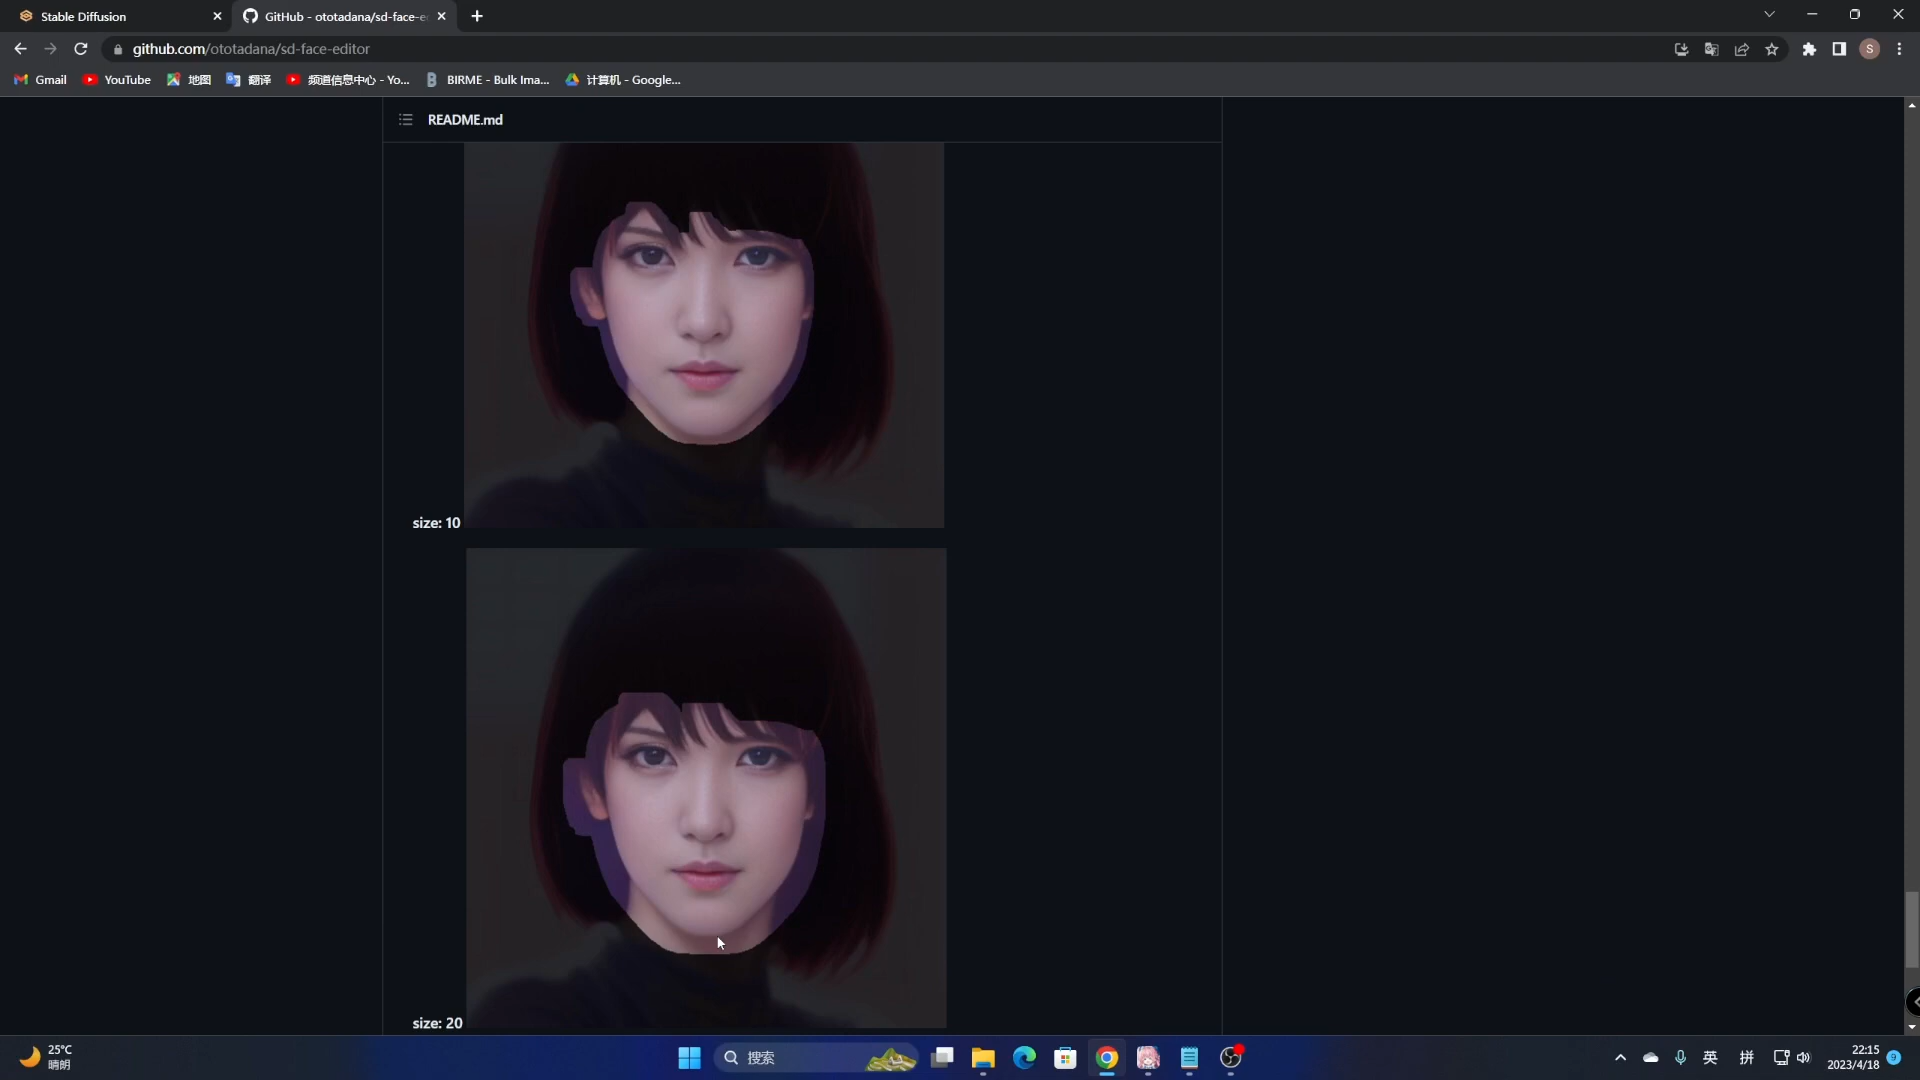 Stable Diffusion
GitHub - ototadana/sd-face-e
github.com/ototadana/sd-face-editor
S
Gmail
YouTube
地图
翻译
频道信息中心 - Yo...
BIRME - Bulk Ima...
计算机 - Google...
README.md
size: 10
size: 20
25°C
晴朗
搜索
英
拼
22:15
2023/4/18
9